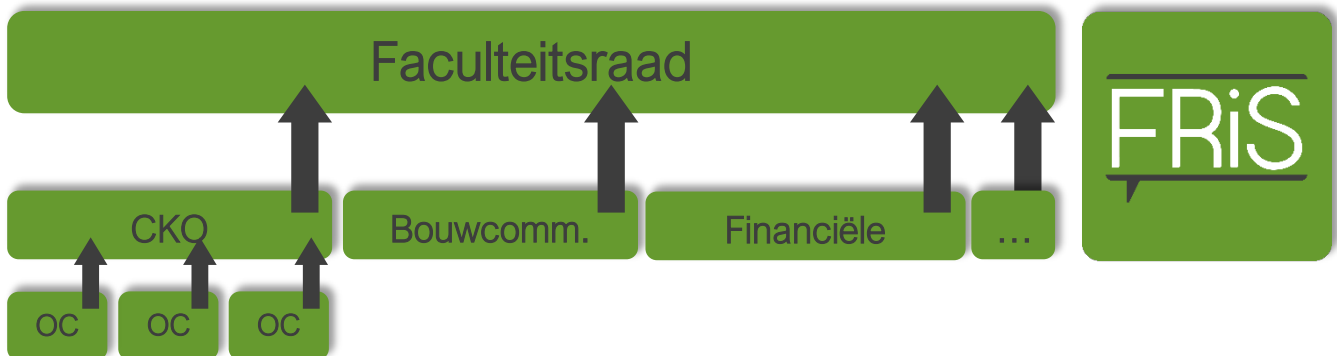 Faculteitsraad
FRiS
CKO
Bouwcomm.
Financiële
...
OC
OC
OC